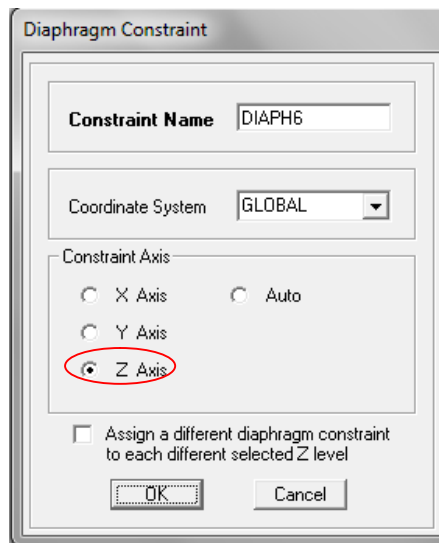 Diaphragm Constraint
Constraint Name DIAPH6
Coordinate System GLOBAL
Constraint Axis
X Axis Auto
Y Axis
Z Axis
Assign a different diaphragm constraint
to each different selected Z level
OK Cancel